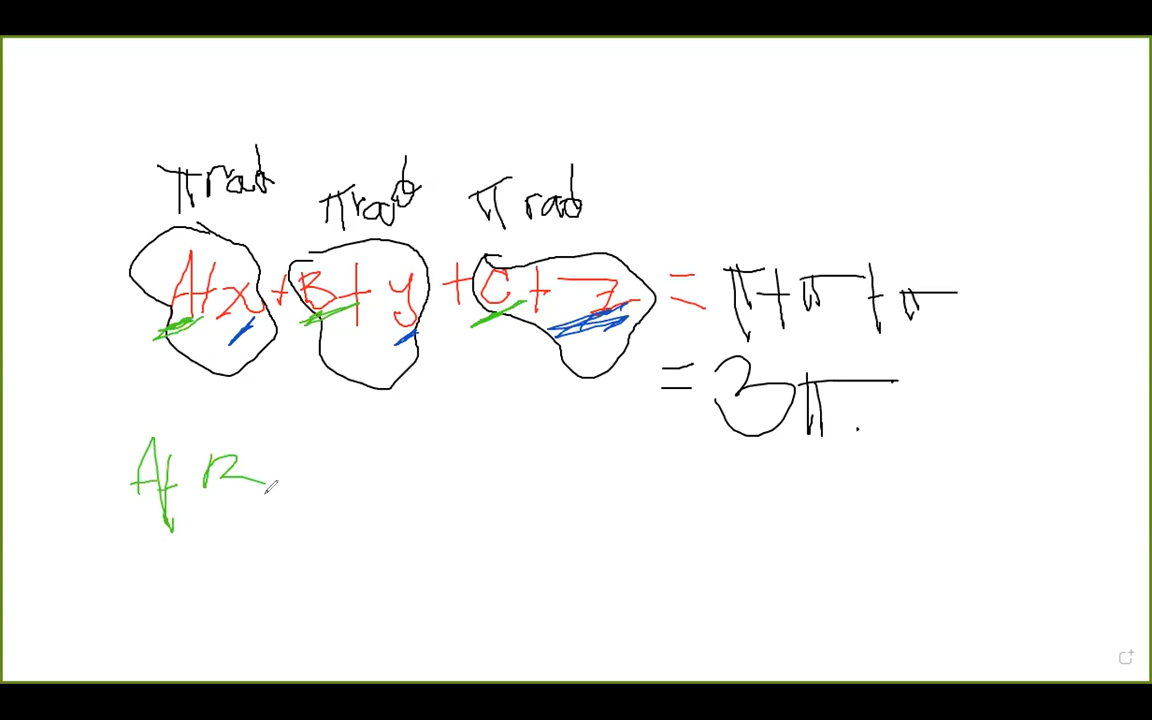 π rad π rad π rad
A+x+B+y+C+z = π+π+π
= 3π.
A+B